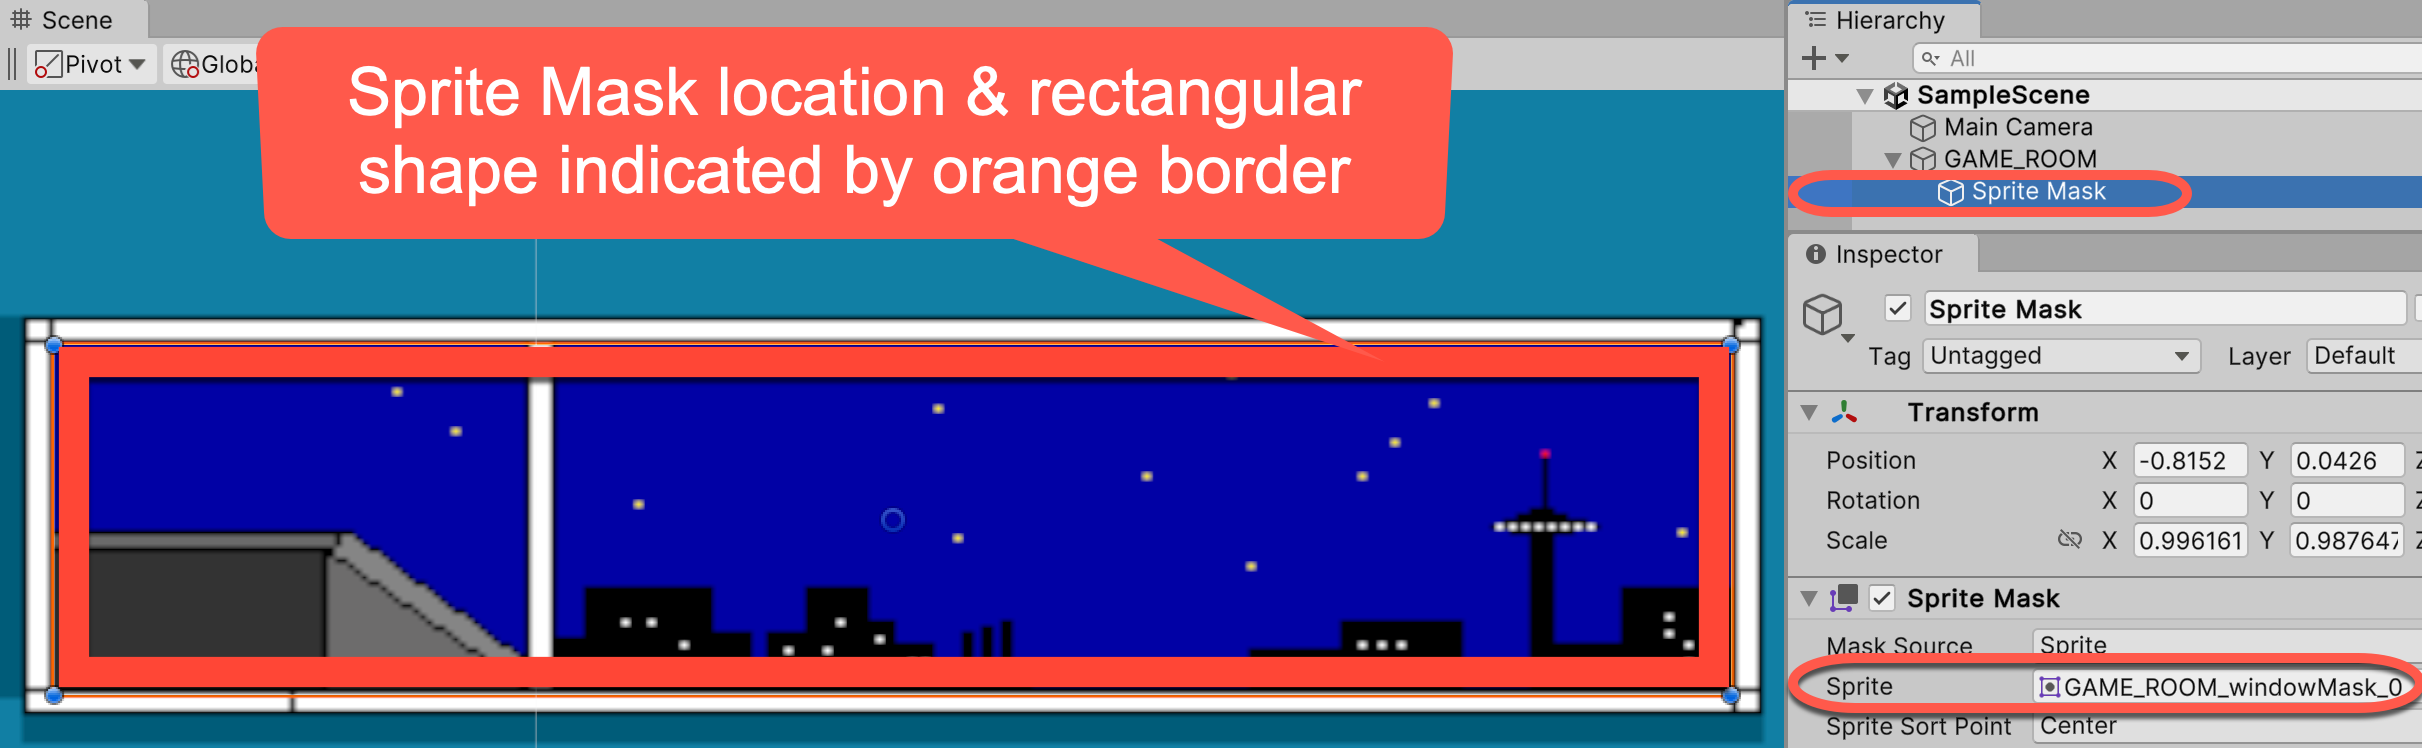 Scene
Pivot
Sprite Mask location & rectangular
shape indicated by orange border
Hierarchy
All
SampleScene
Main Camera
GAME_ROOM
Sprite Mask
Inspector
Sprite Mask
Tag Untagged Layer Default
Transform
Position X -0.8152 Y 0.0426
Rotation X 0 Y 0
Scale X 0.996161 Y 0.987647
Sprite Mask
Mask Source Sprite
Sprite GAME_ROOM_windowMask_0
Sprite Sort Point Center